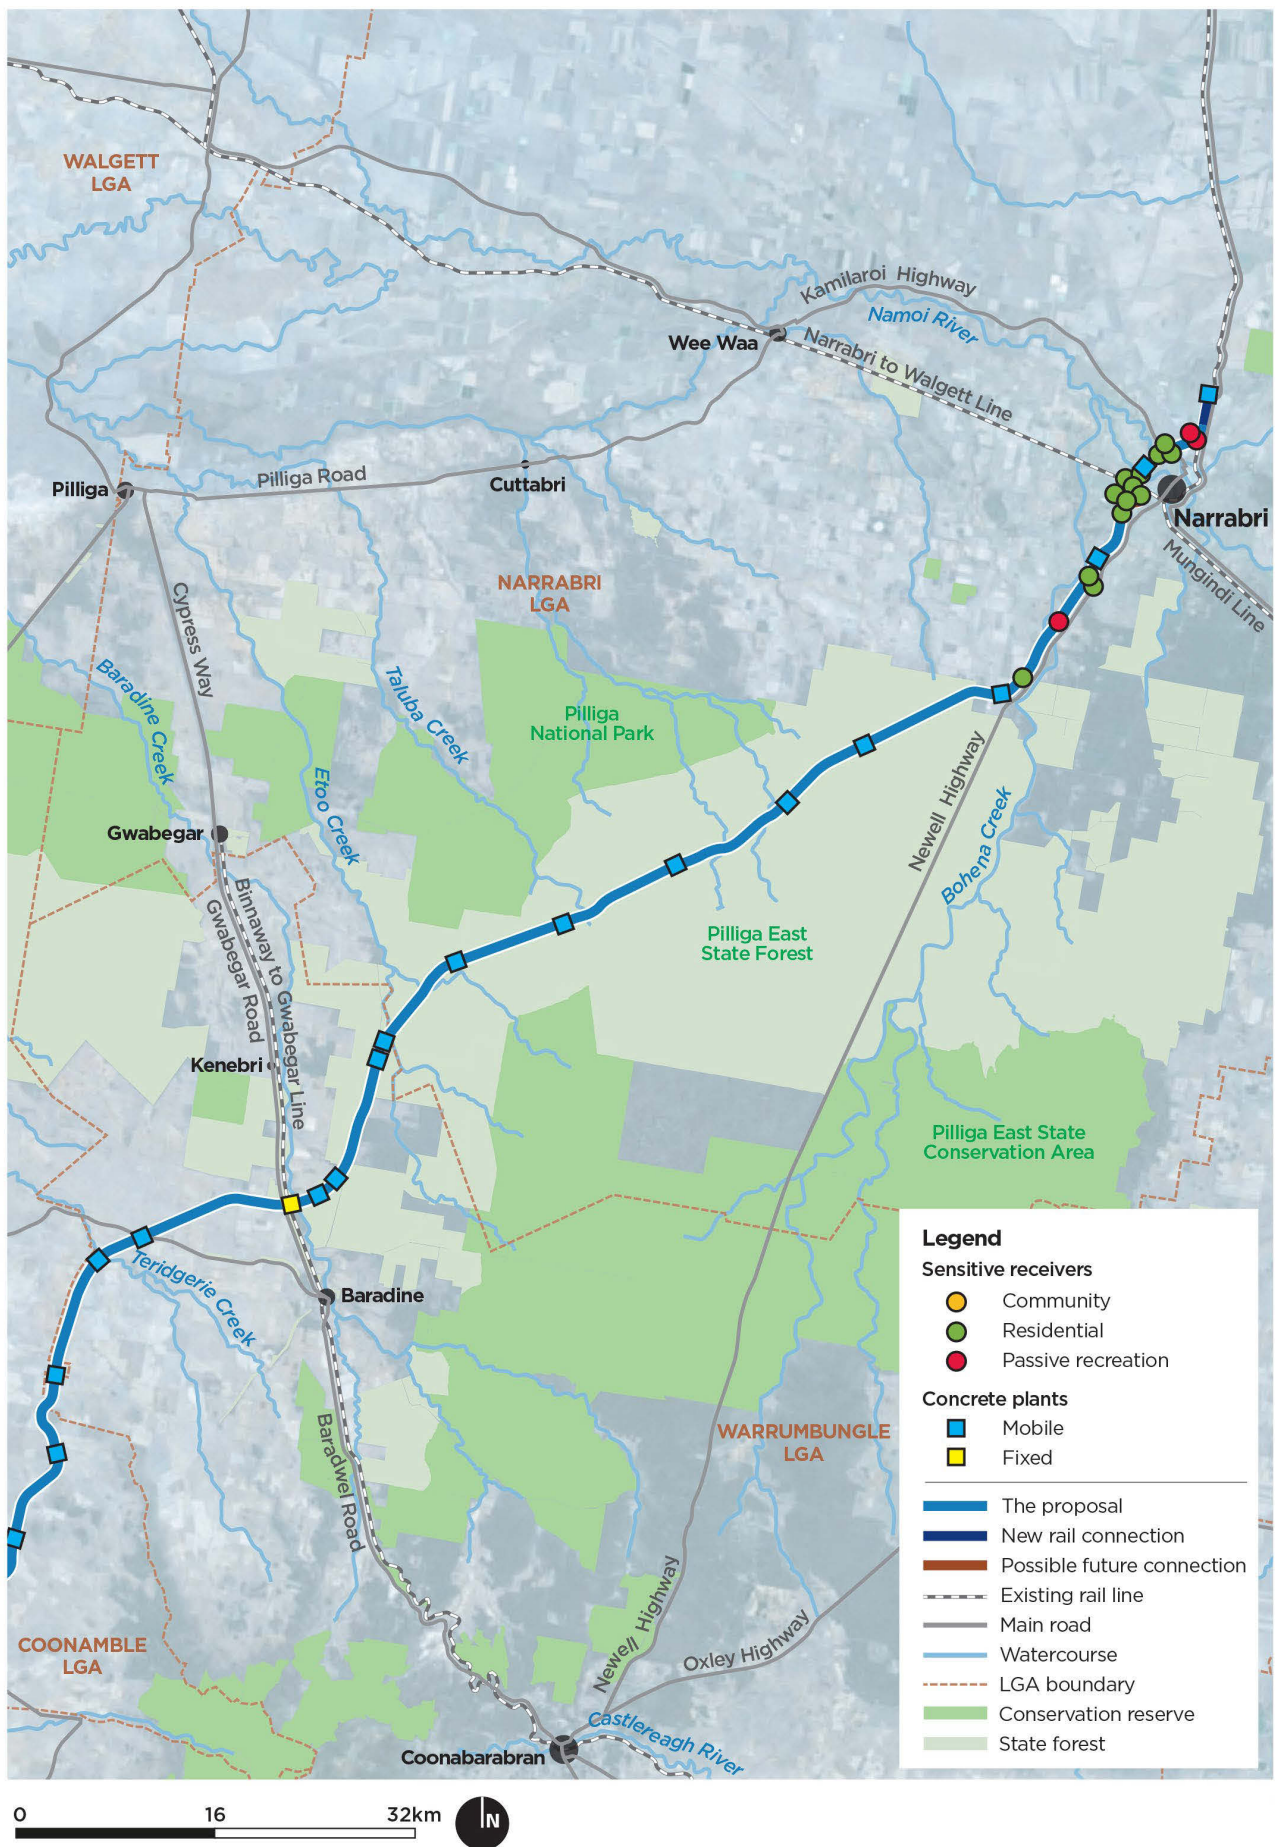 WALGETT
LGA
Kamilaroi Highway
Namoi River
Wee Waa
Narrabri to Walgett Line
Pilliga Road
Pilliga
Cuttabri
Narrabri
Mungindi Line
NARRABRI
LGA
Cypress Way
Baradine Creek
Taluba Creek
Pilliga
National Park
Etoo Creek
Newell Highway
Bohena Creek
Gwabegar
Binnaway to Gwabegar Line
Gwabegar Road
Pilliga East
State Forest
Kenebri
Pilliga East State
Conservation Area
Teridgerie Creek
Baradine
Baradwel Road
WARRUMBUNGLE
LGA
COONAMBLE
LGA
Newell Highway
Oxley Highway
Castlereagh River
Coonabarabran
Legend
Sensitive receivers
Community
Residential
Passive recreation
Concrete plants
Mobile
Fixed
The proposal
New rail connection
Possible future connection
Existing rail line
Main road
Watercourse
LGA boundary
Conservation reserve
State forest
0 16 32km
N